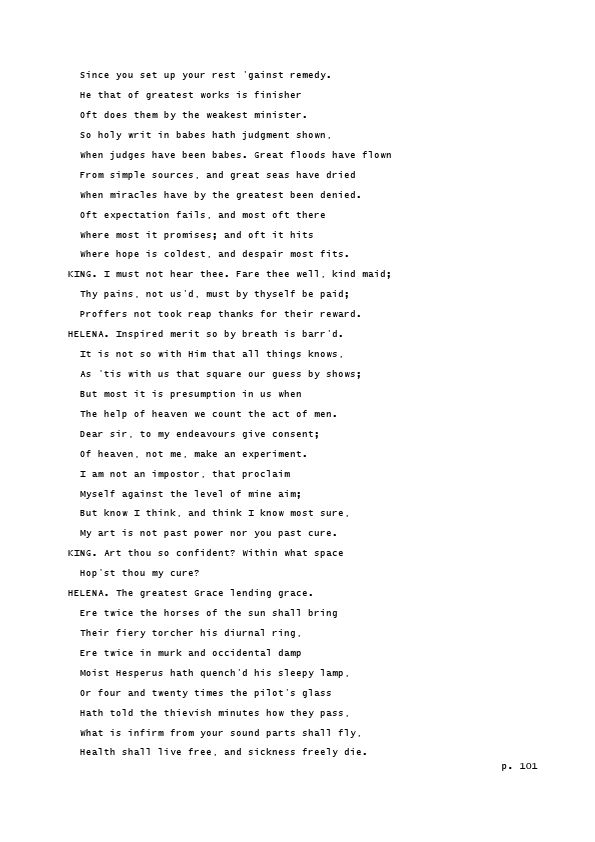 Since you set up your rest 'gainst remedy.
He that of greatest works is finisher
Oft does them by the weakest minister.
So holy writ in babes hath judgment shown,
When judges have been babes. Great floods have flown
From simple sources, and great seas have dried
When miracles have by the greatest been denied.
Oft expectation fails, and most oft there
Where most it promises; and oft it hits
Where hope is coldest, and despair most fits.
KING. I must not hear thee. Fare thee well, kind maid;
Thy pains, not us'd, must by thyself be paid;
Proffers not took reap thanks for their reward.
HELENA. Inspired merit so by breath is barr'd.
It is not so with Him that all things knows,
As 'tis with us that square our guess by shows;
But most it is presumption in us when
The help of heaven we count the act of men.
Dear sir, to my endeavours give consent;
Of heaven, not me, make an experiment.
I am not an impostor, that proclaim
Myself against the level of mine aim;
But know I think, and think I know most sure,
My art is not past power nor you past cure.
KING. Art thou so confident? Within what space
Hop'st thou my cure?
HELENA. The greatest Grace lending grace.
Ere twice the horses of the sun shall bring
Their fiery torcher his diurnal ring,
Ere twice in murk and occidental damp
Moist Hesperus hath quench'd his sleepy lamp,
Or four and twenty times the pilot's glass
Hath told the thievish minutes how they pass,
What is infirm from your sound parts shall fly,
Health shall live free, and sickness freely die.
p. 101